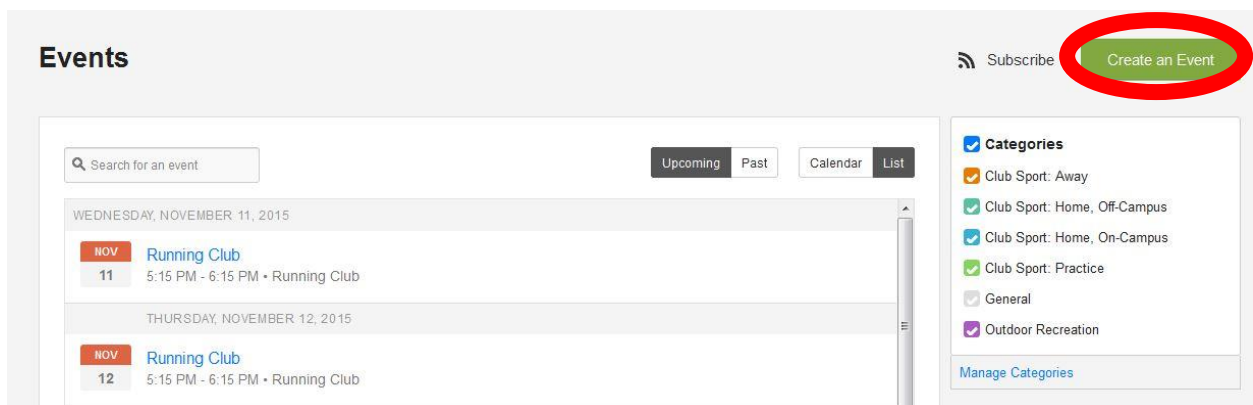 Events
Subscribe
Create an Event
Search for an event
Upcoming Past Calendar List
WEDNESDAY, NOVEMBER 11, 2015
NOV
11
Running Club
5:15 PM - 6:15 PM • Running Club
THURSDAY, NOVEMBER 12, 2015
NOV
12
Running Club
5:15 PM - 6:15 PM • Running Club
Categories
Club Sport: Away
Club Sport: Home, Off-Campus
Club Sport: Home, On-Campus
Club Sport: Practice
General
Outdoor Recreation
Manage Categories